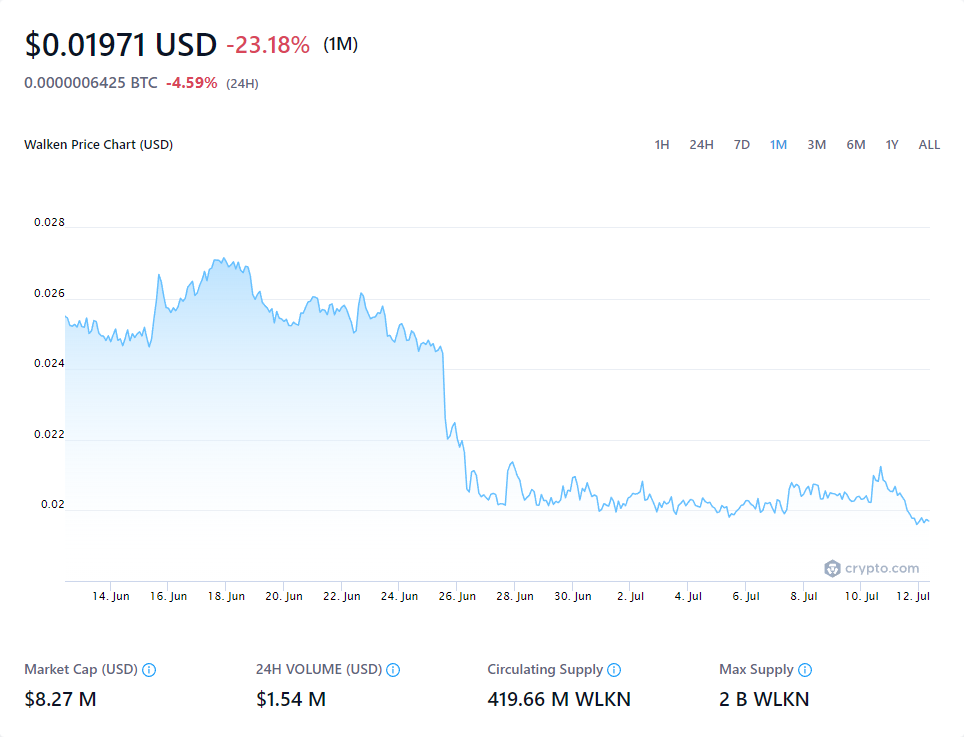 $0.01971 USD -23.18% (1M)
0.0000006425 BTC -4.59% (24H)
Walken Price Chart (USD)
1H 24H 7D 1M 3M 6M 1Y ALL
0.028
0.026
0.024
0.022
0.02
crypto.com
14. Jun 16. Jun 18. Jun 20. Jun 22. Jun 24. Jun 26. Jun 28. Jun 30. Jun 2. Jul 4. Jul 6. Jul 8. Jul 10. Jul 12. Jul
Market Cap (USD) 24H VOLUME (USD) Circulating Supply Max Supply
$8.27 M $1.54 M 419.66 M WLKN 2 B WLKN